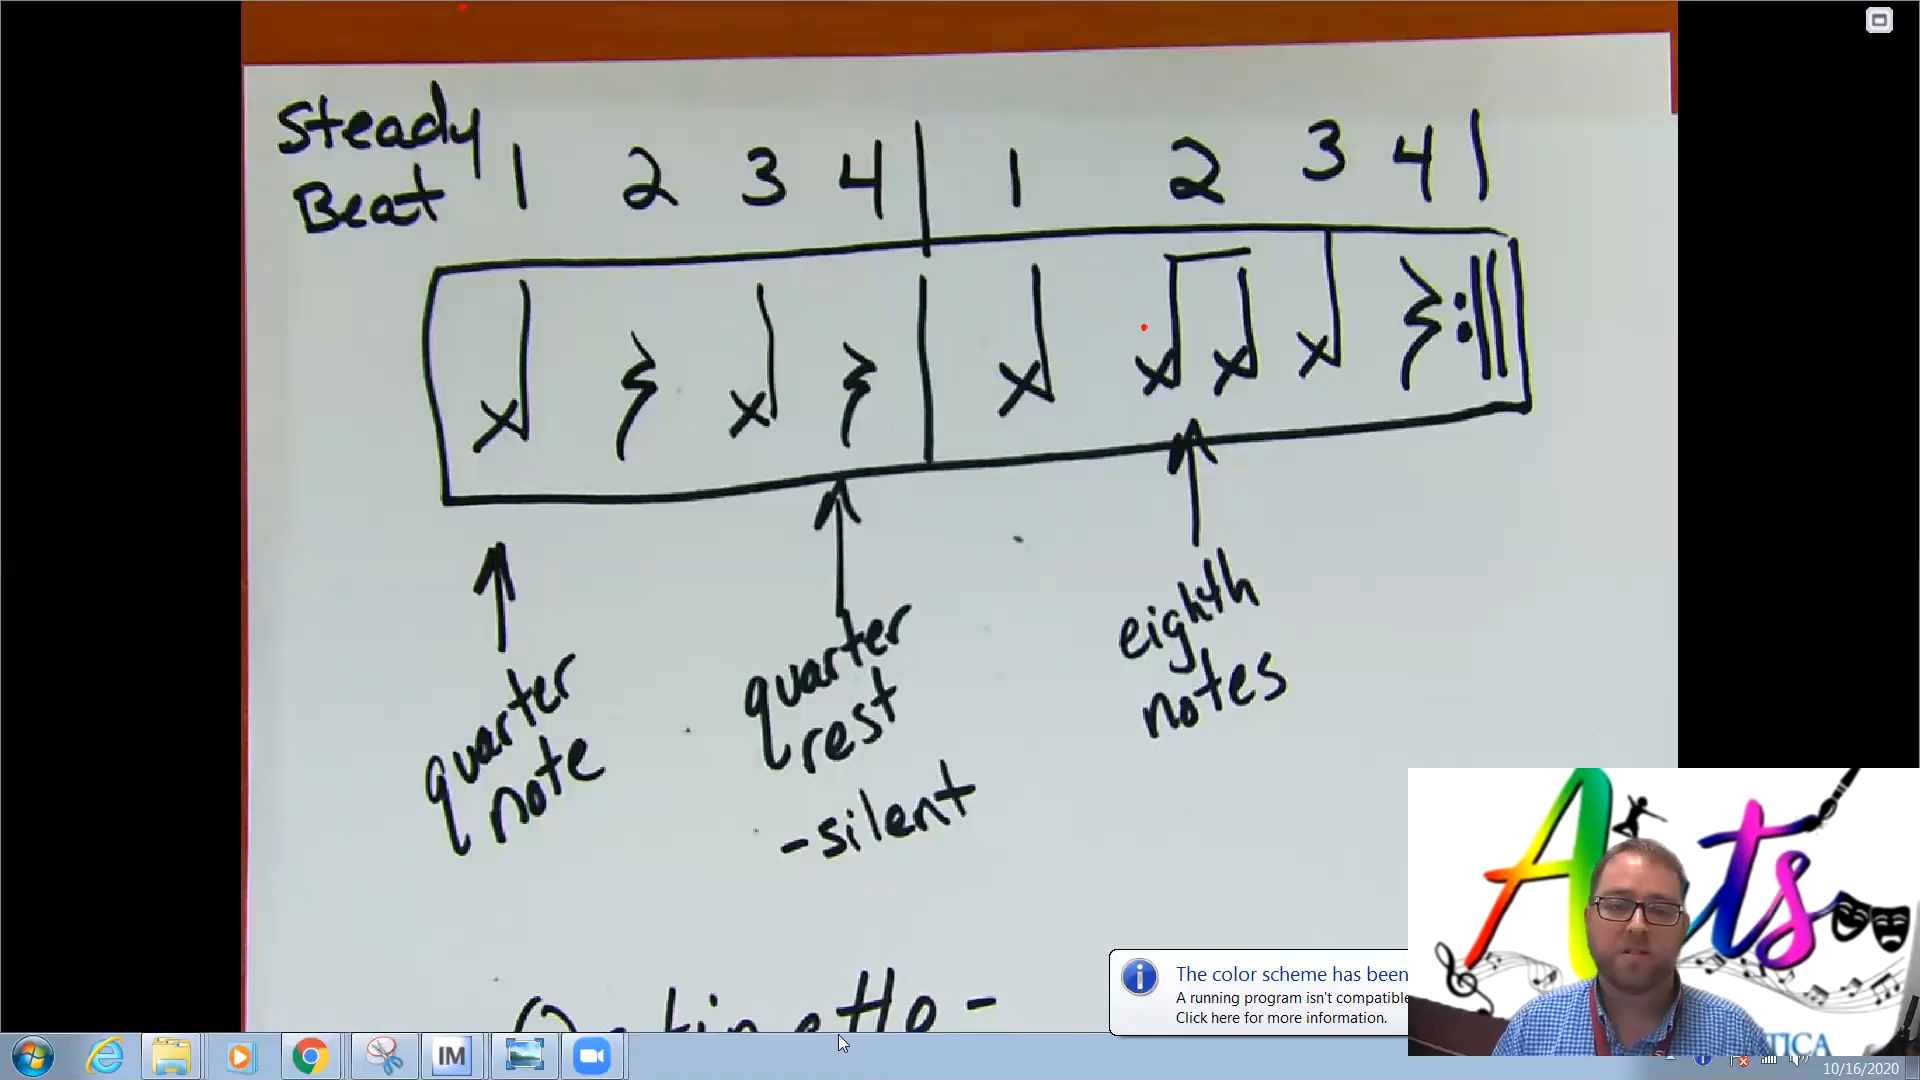 Steady
Beat
1 2 3 4 | 1 2 3 4 |
quarter
note
quarter
rest
-silent
eighth
notes
The color scheme has been
A running program isn't compatible
Click here for more information.
Arts
IM
10/16/2020